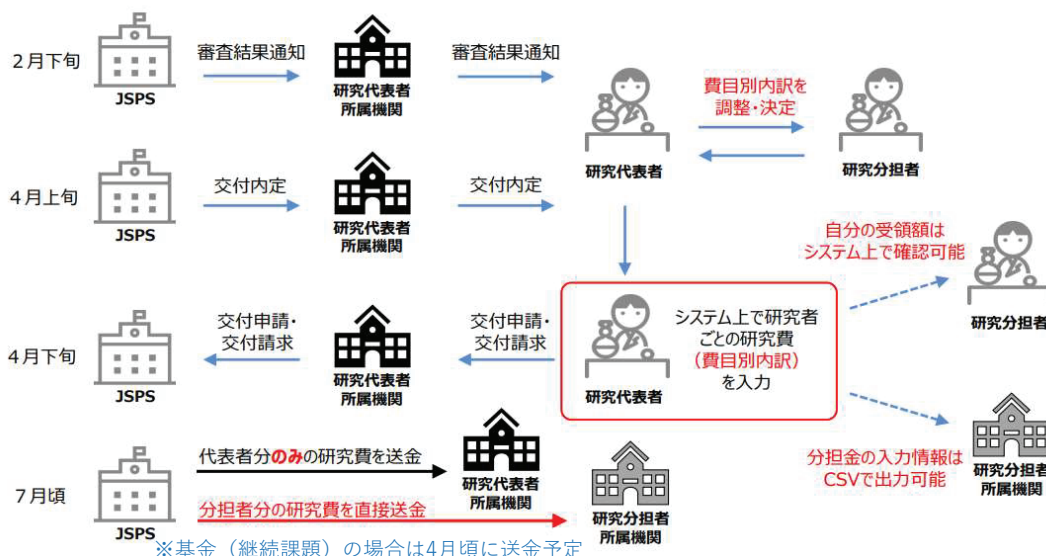 2月下旬
JSPS
審査結果通知
研究代表者
所属機関
審査結果通知
研究代表者
費目別内訳を
調整・決定
研究分担者
4月上旬
JSPS
交付内定
研究代表者
所属機関
交付内定
自分の受領額は
システム上で確認可能
研究分担者
4月下旬
JSPS
交付申請・
交付請求
研究代表者
所属機関
交付申請・
交付請求
研究代表者
システム上で研究者
ごとの研究費
（費目別内訳）
を入力
分担金の入力情報は
CSVで出力可能
研究分担者
所属機関
7月頃
JSPS
代表者分のみの研究費を送金
研究代表者
所属機関
分担者分の研究費を直接送金
研究分担者
所属機関
※基金（継続課題）の場合は4月頃に送金予定